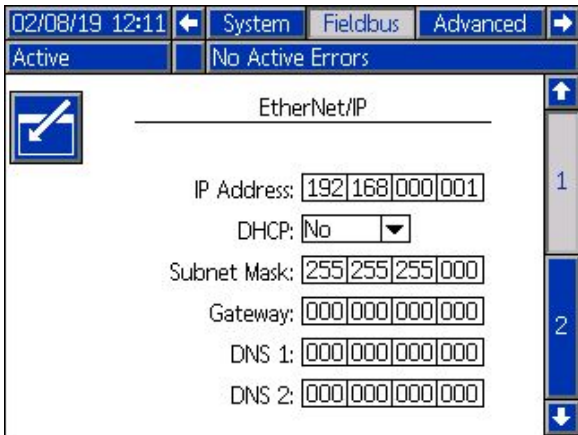 02/08/19 12:11 System Fieldbus Advanced
Active No Active Errors
EtherNet/IP
IP Address: 192 168 000 001
1
DHCP: No
Subnet Mask: 255 255 255 000
Gateway: 000 000 000 000
2
DNS 1: 000 000 000 000
DNS 2: 000 000 000 000